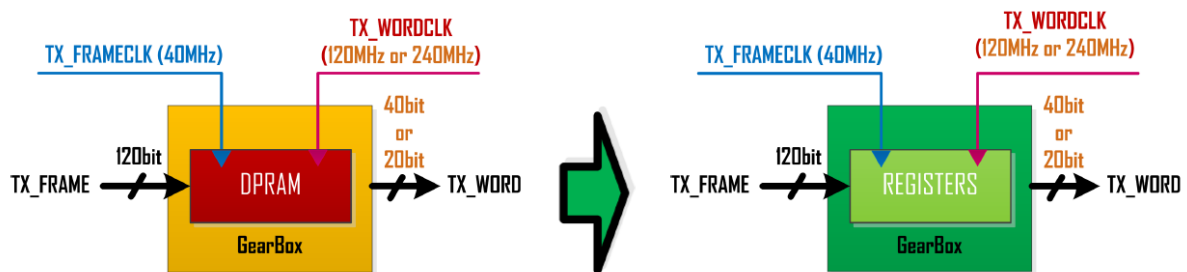 TX_WORDCLK
(120MHz or 240MHz)
TX_FRAMECLK (40MHz)
40bit
or
20bit
120bit
TX_FRAME
DPRAM
TX_WORD
GearBox
TX_WORDCLK
(120MHz or 240MHz)
TX_FRAMECLK (40MHz)
40bit
or
20bit
120bit
TX_FRAME
REGISTERS
TX_WORD
GearBox